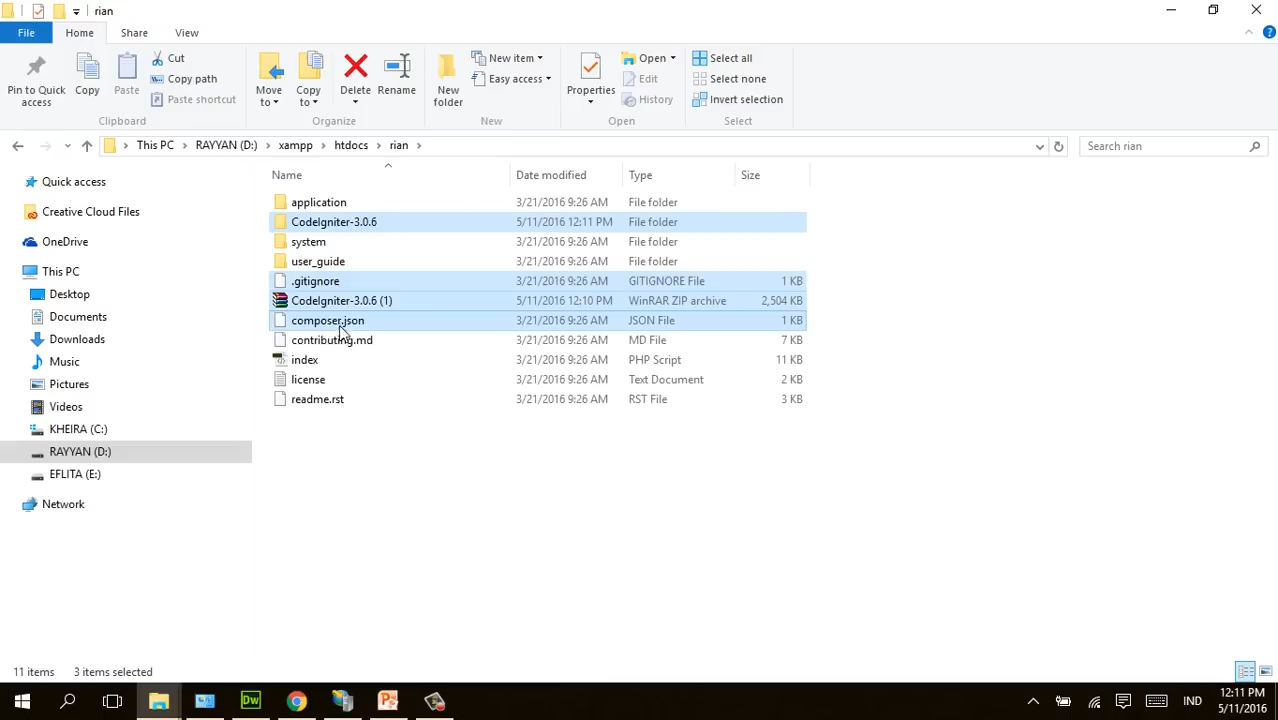 rian
File
Home
Share
View
Pin to Quick access
Copy
Paste
Cut
Copy path
Paste shortcut
Clipboard
Move to
Copy to
Delete
Rename
Organize
New folder
New item
Easy access
New
Properties
Open
Edit
History
Open
Select all
Select none
Invert selection
Select
This PC
RAYYAN (D:)
xampp
htdocs
rian
Search rian
Quick access
Creative Cloud Files
OneDrive
This PC
Desktop
Documents
Downloads
Music
Pictures
Videos
KHEIRA (C:)
RAYYAN (D:)
EFLITA (E:)
Network
Name Date modified Type Size
application 3/21/2016 9:26 AM File folder
CodeIgniter-3.0.6 5/11/2016 12:11 PM File folder
system 3/21/2016 9:26 AM File folder
user_guide 3/21/2016 9:26 AM File folder
.gitignore 3/21/2016 9:26 AM GITIGNORE File 1 KB
CodeIgniter-3.0.6 (1) 5/11/2016 12:10 PM WinRAR ZIP archive 2,504 KB
composer.json 3/21/2016 9:26 AM JSON File 1 KB
contributing.md 3/21/2016 9:26 AM MD File 7 KB
index 3/21/2016 9:26 AM PHP Script 11 KB
license 3/21/2016 9:26 AM Text Document 2 KB
readme.rst 3/21/2016 9:26 AM RST File 3 KB
11 items 3 items selected
Dw
IND
12:11 PM
5/11/2016